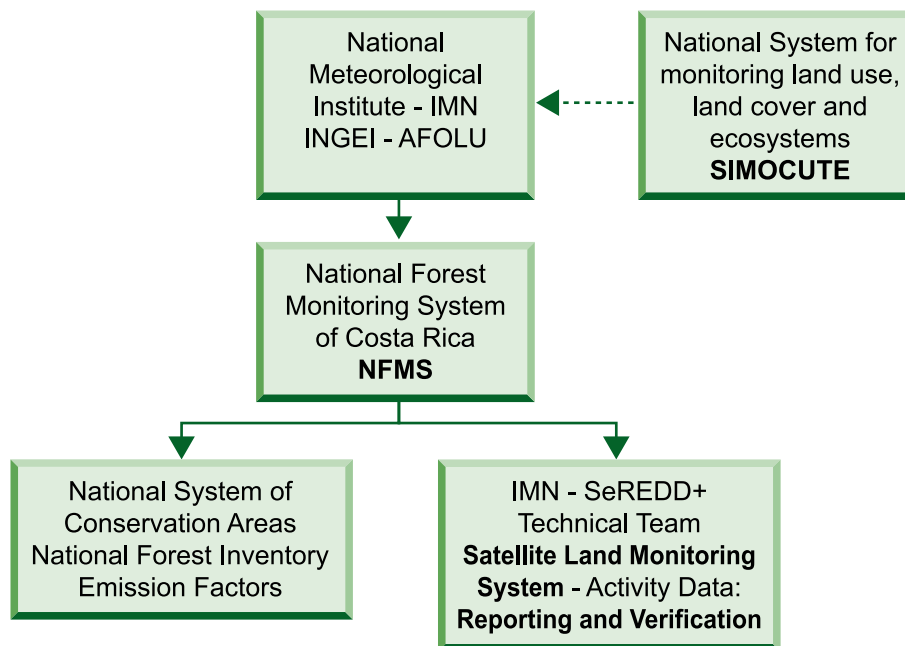 National
Meteorological
Institute - IMN
INGEI - AFOLU
National System for
monitoring land use,
land cover and
ecosystems
SIMOCUTE
National Forest
Monitoring System
of Costa Rica
NFMS
National System of
Conservation Areas
National Forest Inventory
Emission Factors
IMN - SeREDD+
Technical Team
Satellite Land Monitoring
System - Activity Data:
Reporting and Verification